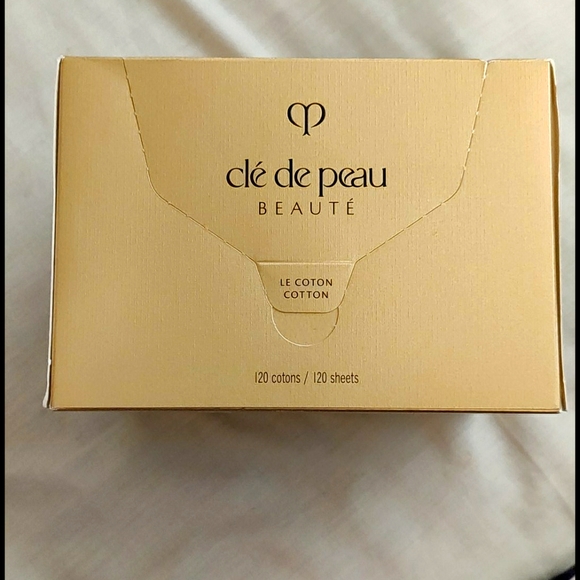 clé de peau
BEAUTÉ
LE COTON
COTTON
120 cotons / 120 sheets